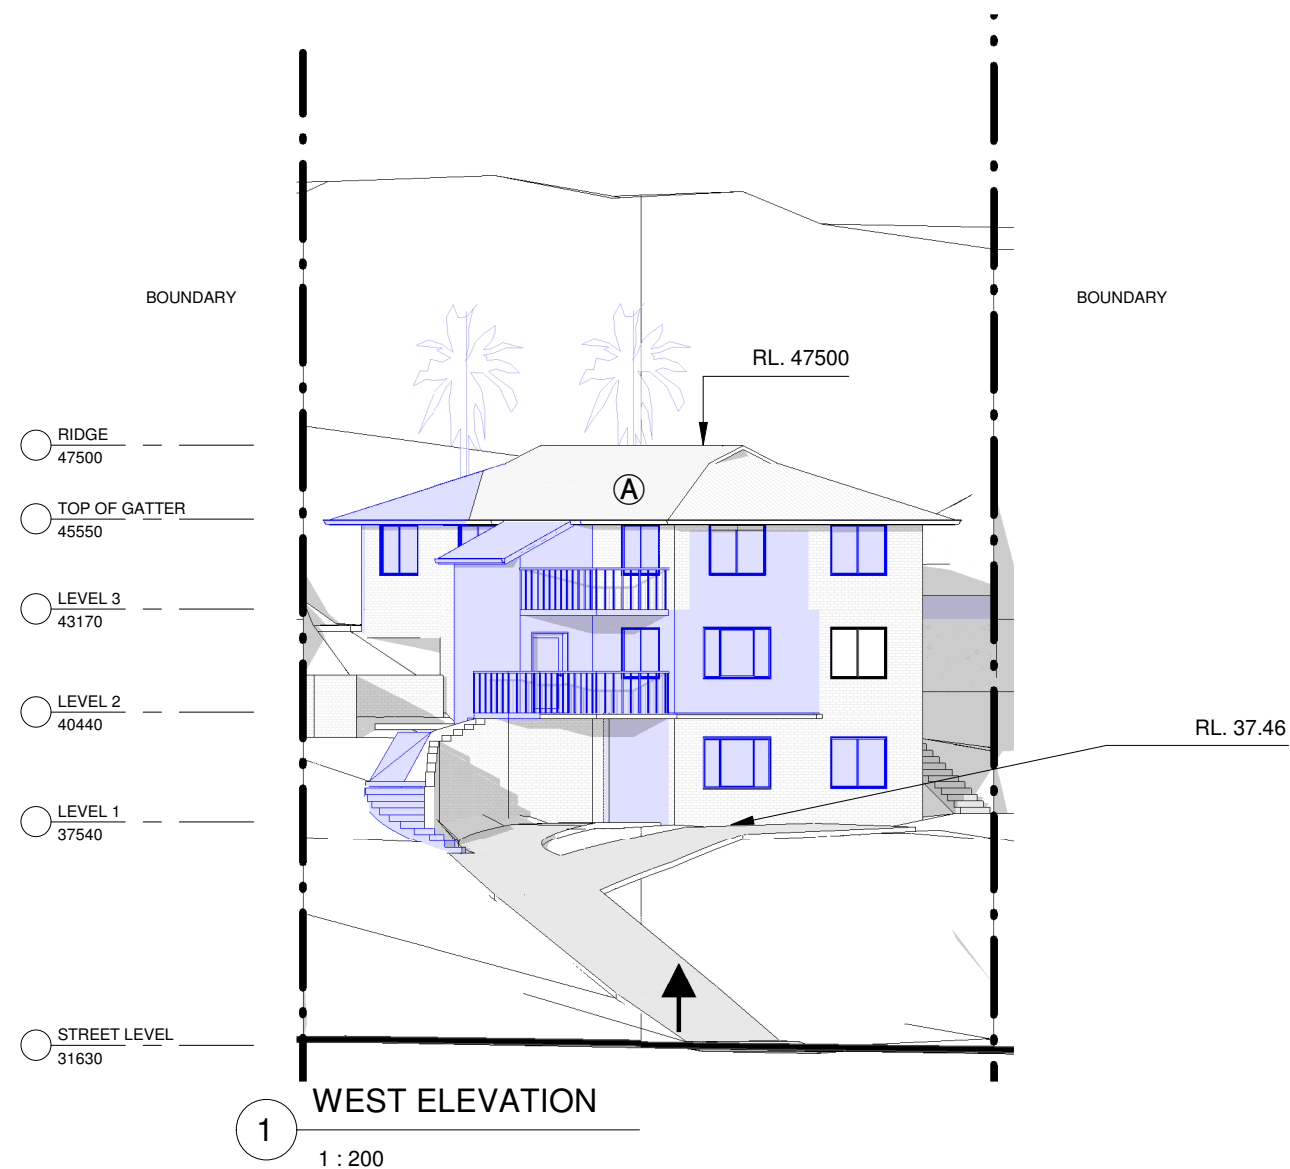 BOUNDARY
BOUNDARY
RL. 47500
RIDGE
47500
A
TOP OF GATTER
45550
LEVEL 3
43170
LEVEL 2
40440
RL. 37.46
LEVEL 1
37540
STREET LEVEL
31630
WEST ELEVATION
1
1 : 200